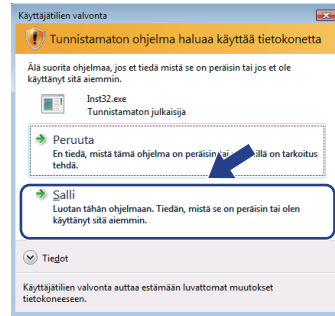 Käyttäjätilien valvonta
Tunnistamaton ohjelma haluaa käyttää tietokonetta
Älä suorita ohjelmaa, jos et tiedä mistä se on peräisin tai jos et ole
käyttänyt sitä aiemmin.
Inst32.exe
Tunnistamaton julkaisija
Peruuta
En tiedä, mistä tämä ohjelma on peräisin tai on tarkoitus
tehdä.
Salli
Luotan tähän ohjelmaan. Tiedän, mistä se on peräisin tai olen
käyttänyt sitä aiemmin.
Tiedot
Käyttäjätilien valvonta auttaa estämään luvattomat muutokset
tietokoneeseen.